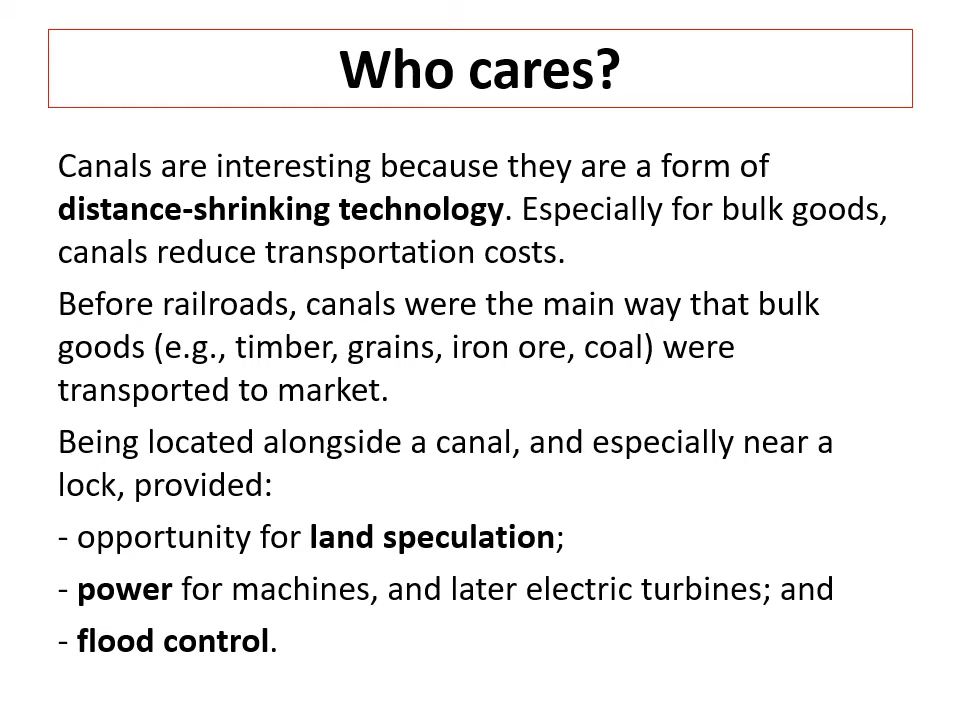 Who cares?
Canals are interesting because they are a form of
distance-shrinking technology. Especially for bulk goods,
canals reduce transportation costs.
Before railroads, canals were the main way that bulk
goods (e.g., timber, grains, iron ore, coal) were
transported to market.
Being located alongside a canal, and especially near a
lock, provided:
- opportunity for land speculation;
- power for machines, and later electric turbines; and
- flood control.